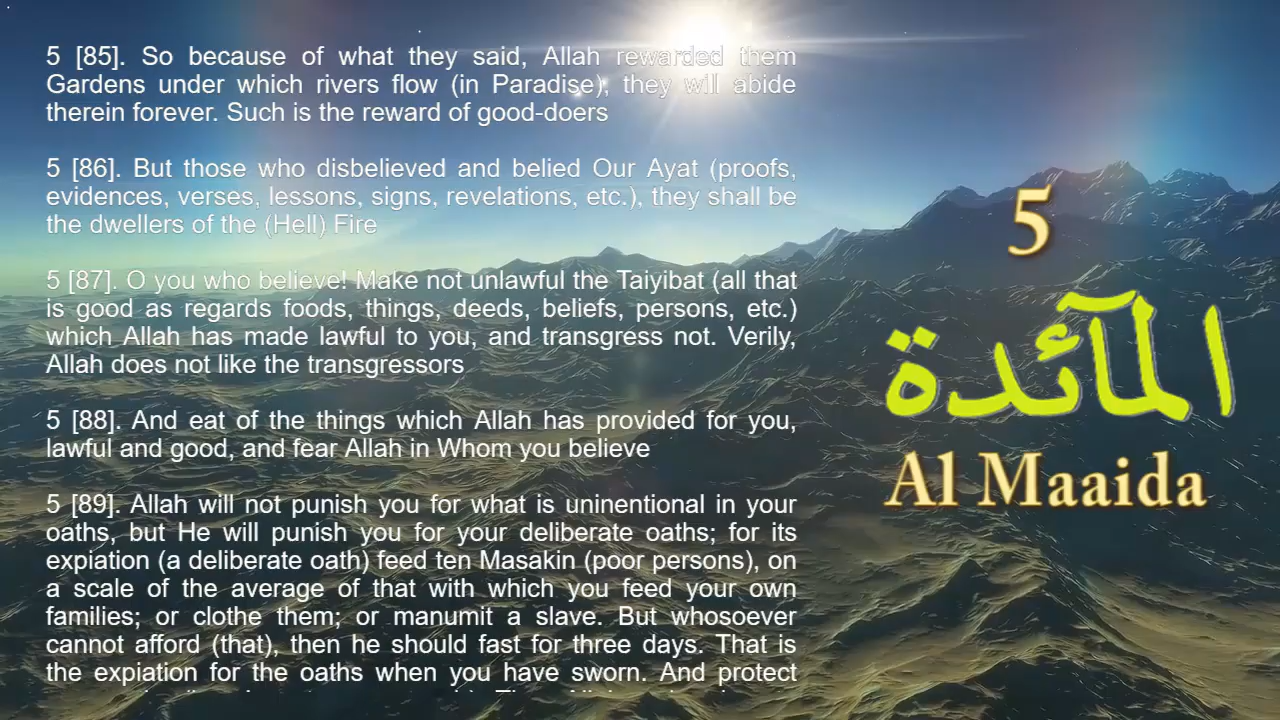 5 [85]. So because of what they said, Allah rewarded them
Gardens under which rivers flow (in Paradise), they will abide
therein forever. Such is the reward of good-doers
5 [86]. But those who disbelieved and belied Our Ayat (proofs,
evidences, verses, lessons, signs, revelations, etc.), they shall be
the dwellers of the (Hell) Fire
5 [87]. O you who believe! Make not unlawful the Taiyibat (all that
is good as regards foods, things, deeds, beliefs, persons, etc.)
which Allah has made lawful to you, and transgress not. Verily,
Allah does not like the transgressors
5 [88]. And eat of the things which Allah has provided for you,
lawful and good, and fear Allah in Whom you believe
5 [89]. Allah will not punish you for what is uninentional in your
oaths, but He will punish you for your deliberate oaths; for its
expiation (a deliberate oath) feed ten Masakin (poor persons), on
a scale of the average of that with which you feed your own
families; or clothe them; or manumit a slave. But whosoever
cannot afford (that), then he should fast for three days. That is
the expiation for the oaths when you have sworn. And protect
5
المآئدة
Al Maaida